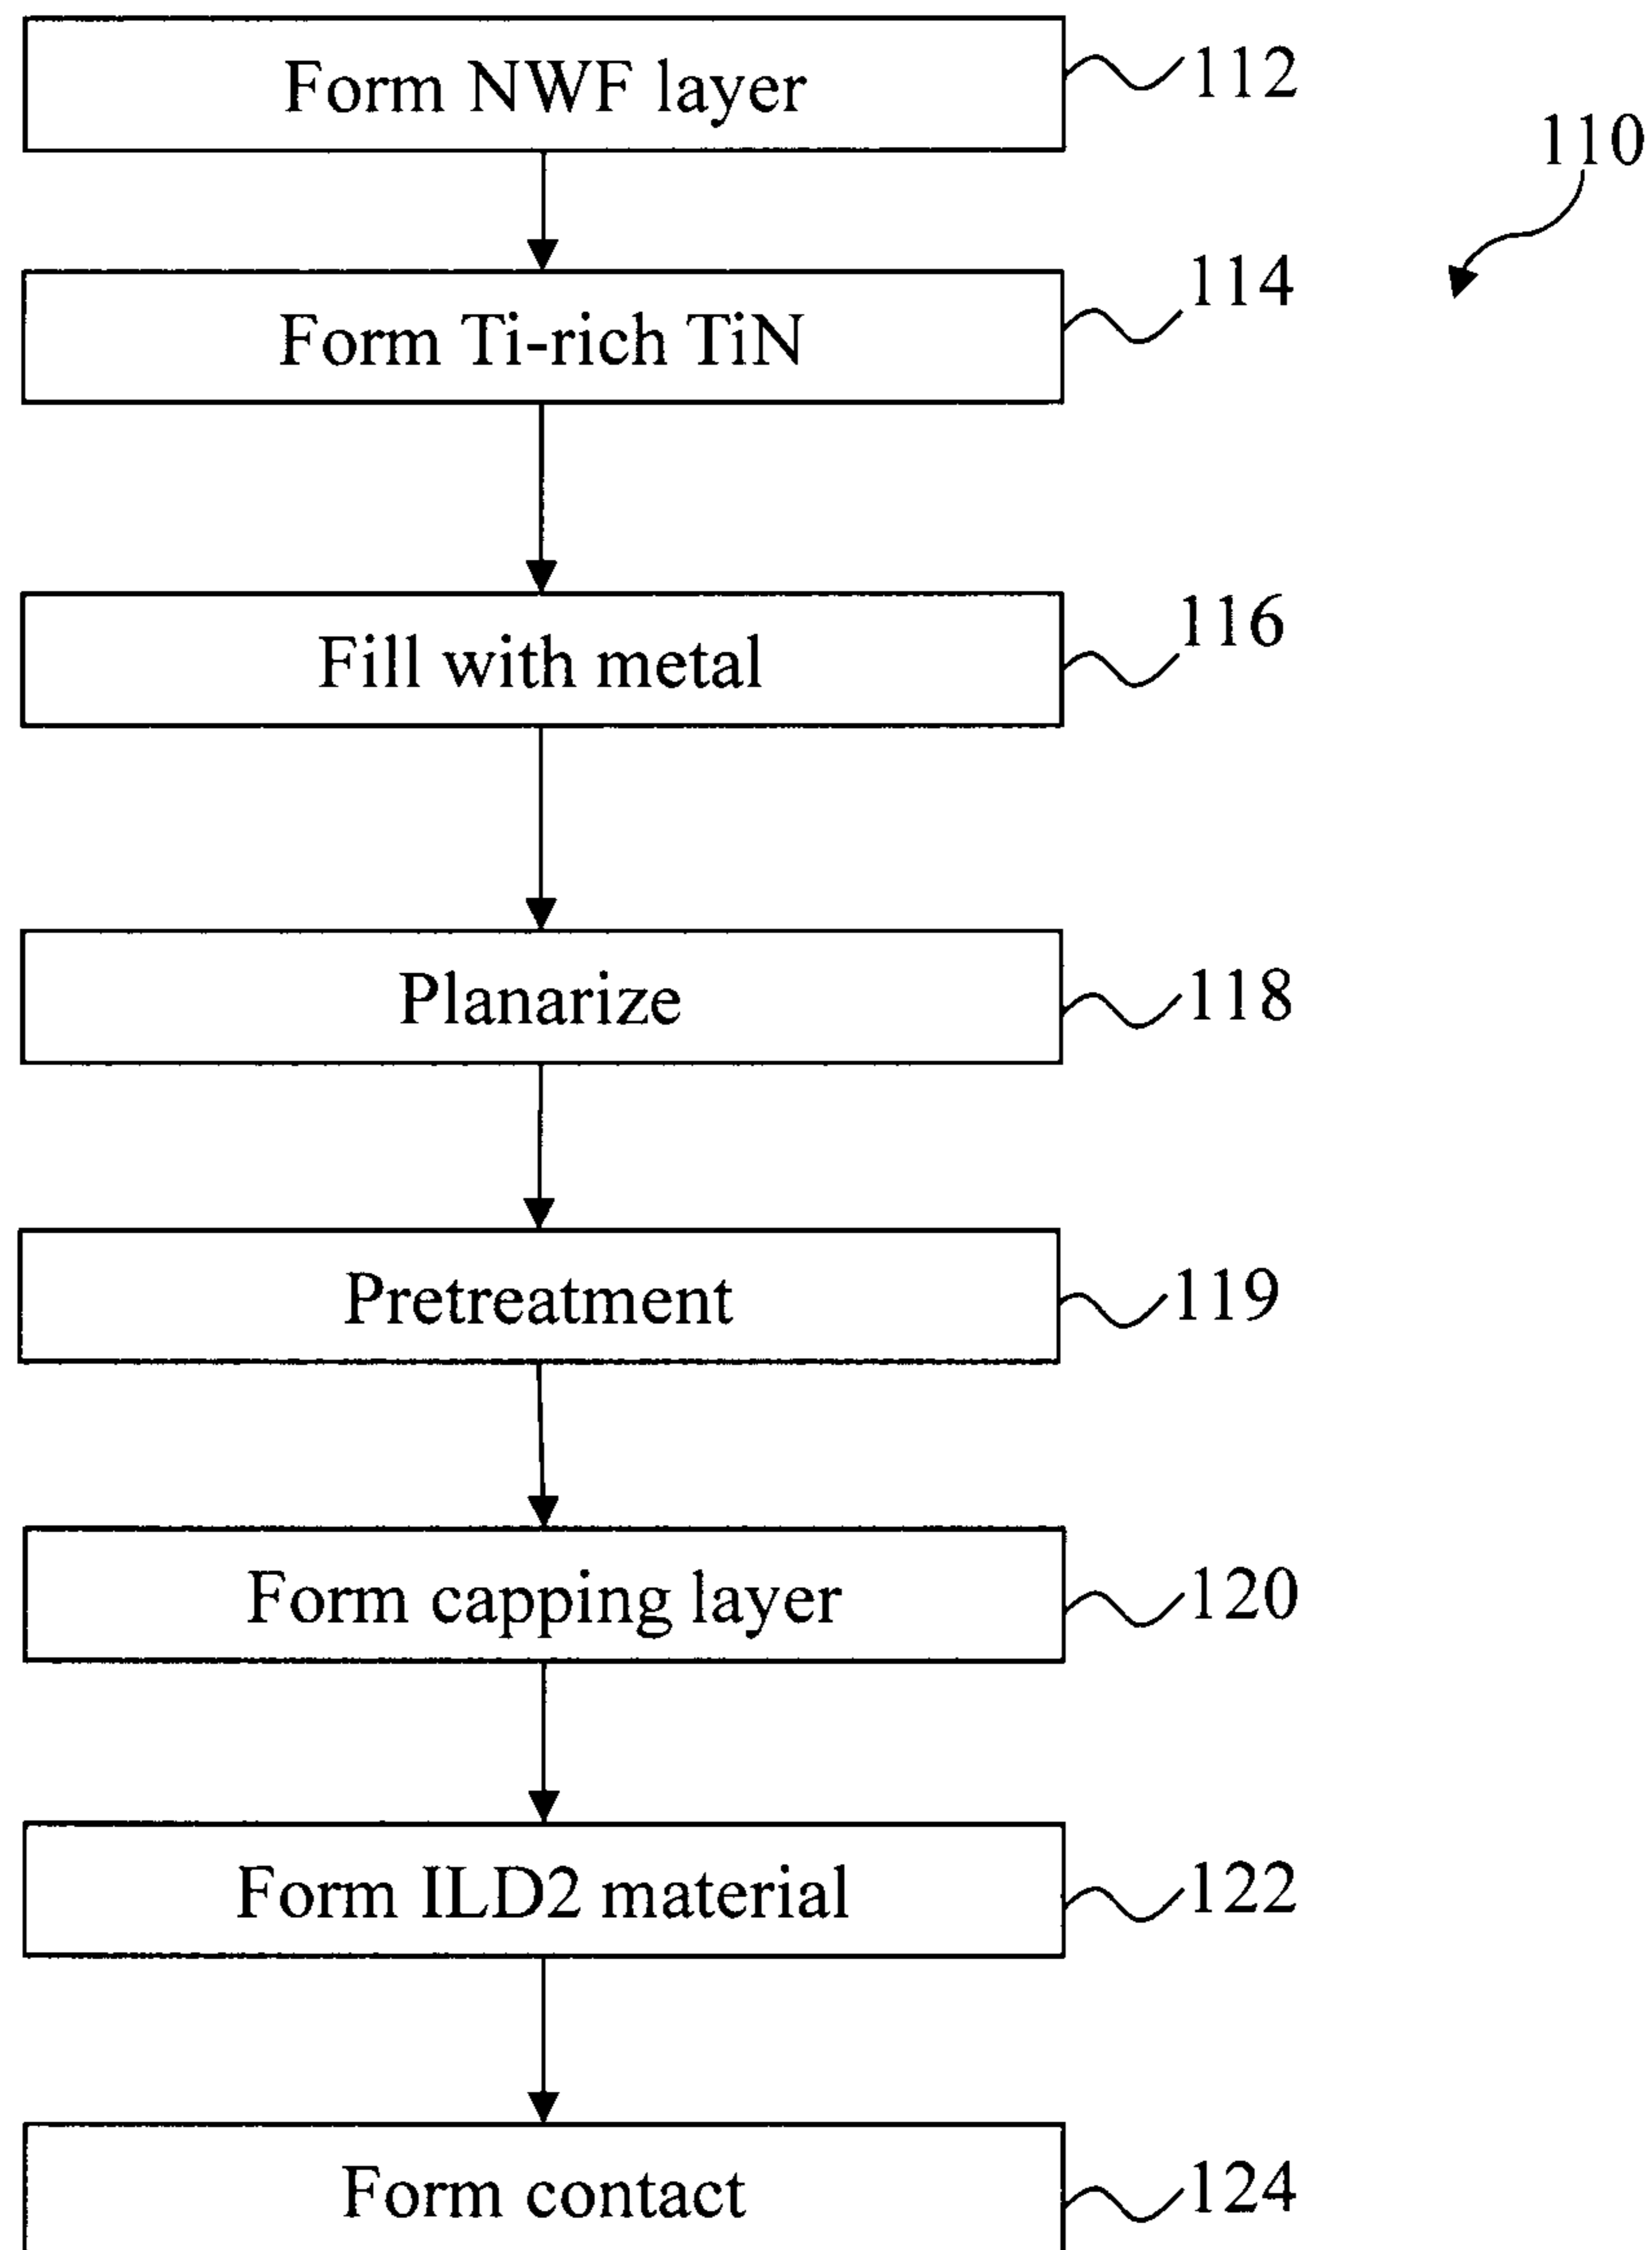 Form NWF layer
112
110
Form Ti-rich TiN
114
Fill with metal
116
Planarize
118
Pretreatment
119
Form capping layer
120
Form ILD2 material
122
Form contact
124